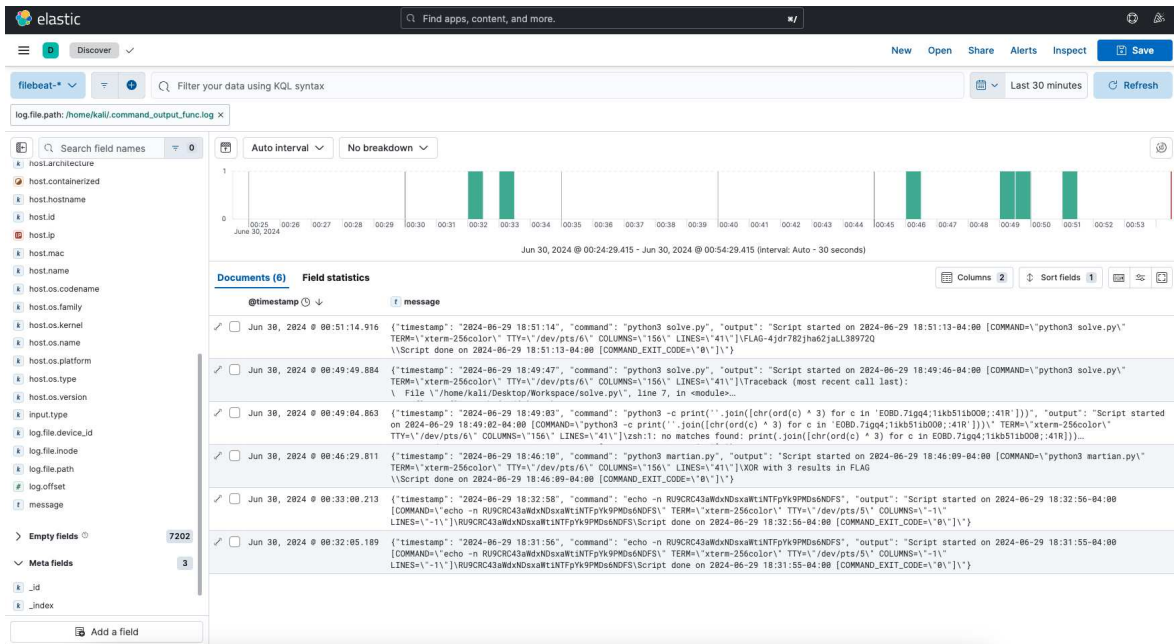 elastic
Find apps, content, and more.
⌘/
D
Discover
New
Open
Share
Alerts
Inspect
Save
filebeat-*
Filter your data using KQL syntax
Last 30 minutes
Refresh
log.file.path: /home/kali/.command_output_func.log ×
Search field names
0
Auto interval
No breakdown
host.architecture
host.containerized
host.hostname
host.id
host.ip
host.mac
host.name
host.os.codename
host.os.family
host.os.kernel
host.os.name
host.os.platform
host.os.type
host.os.version
input.type
log.file.device_id
log.file.inode
log.file.path
log.offset
message
Empty fields 7202
Meta fields 3
_id
_index
Add a field
1
0
00:25 00:26 00:27 00:28 00:29 00:30 00:31 00:32 00:33 00:34 00:35 00:36 00:37 00:38 00:39 00:40 00:41 00:42 00:43 00:44 00:45 00:46 00:47 00:48 00:49 00:50 00:51 00:52 00:53
June 30, 2024
Jun 30, 2024 @ 00:24:29.415 - Jun 30, 2024 @ 00:54:29.415 (interval: Auto - 30 seconds)
Documents (6) Field statistics
Columns 2
Sort fields 1
@timestamp message
Jun 30, 2024 @ 00:51:14.916 {"timestamp": "2024-06-29 18:51:14", "command": "python3 solve.py", "output": "Script started on 2024-06-29 18:51:13-04:00 [COMMAND=\"python3 solve.py\"
TERM=\"xterm-256color\" TTY=\"/dev/pts/6\" COLUMNS=\"156\" LINES=\"41\"]\FLAG-4jdr782jha62jaLL38972Q
\\Script done on 2024-06-29 18:51:13-04:00 [COMMAND_EXIT_CODE=\"0\"]\"}
Jun 30, 2024 @ 00:49:49.884 {"timestamp": "2024-06-29 18:49:47", "command": "python3 solve.py", "output": "Script started on 2024-06-29 18:49:46-04:00 [COMMAND=\"python3 solve.py\"
TERM=\"xterm-256color\" TTY=\"/dev/pts/6\" COLUMNS=\"156\" LINES=\"41\"]\Traceback (most recent call last):
\ File \"/home/kali/Desktop/Workspace/solve.py\", line 7, in <module>…
Jun 30, 2024 @ 00:49:04.863 {"timestamp": "2024-06-29 18:49:03", "command": "python3 -c print(''.join([chr(ord(c) ^ 3) for c in 'EOBD.7igq4;1ikb51ibOO0;:41R']))", "output": "Script started
on 2024-06-29 18:49:02-04:00 [COMMAND=\"python3 -c print(''.join([chr(ord(c) ^ 3) for c in 'EOBD.7igq4;1ikb51ibOO0;:41R']))\" TERM=\"xterm-256color\"
TTY=\"/dev/pts/6\" COLUMNS=\"156\" LINES=\"41\"]\zsh:1: no matches found: print(.join([chr(ord(c) ^ 3) for c in EOBD.7igq4;1ikb51ibOO0;:41R]))…
Jun 30, 2024 @ 00:46:29.811 {"timestamp": "2024-06-29 18:46:10", "command": "python3 martian.py", "output": "Script started on 2024-06-29 18:46:09-04:00 [COMMAND=\"python3 martian.py\"
TERM=\"xterm-256color\" TTY=\"/dev/pts/6\" COLUMNS=\"156\" LINES=\"41\"]\XOR with 3 results in FLAG
\\Script done on 2024-06-29 18:46:09-04:00 [COMMAND_EXIT_CODE=\"0\"]\"}
Jun 30, 2024 @ 00:33:00.213 {"timestamp": "2024-06-29 18:32:58", "command": "echo -n RU9CRC43aWdxNDsxaWtiNTFpYk9PMDs6NDFS", "output": "Script started on 2024-06-29 18:32:56-04:00
[COMMAND=\"echo -n RU9CRC43aWdxNDsxaWtiNTFpYk9PMDs6NDFS\" TERM=\"xterm-256color\" TTY=\"/dev/pts/5\" COLUMNS=\"-1\"
LINES=\"-1\"]\RU9CRC43aWdxNDsxaWtiNTFpYk9PMDs6NDFS\Script done on 2024-06-29 18:32:56-04:00 [COMMAND_EXIT_CODE=\"0\"]\"}
Jun 30, 2024 @ 00:32:05.189 {"timestamp": "2024-06-29 18:31:56", "command": "echo -n RU9CRC43aWdxNDsxaWtiNTFpYk9PMDs6NDFS", "output": "Script started on 2024-06-29 18:31:55-04:00
[COMMAND=\"echo -n RU9CRC43aWdxNDsxaWtiNTFpYk9PMDs6NDFS\" TERM=\"xterm-256color\" TTY=\"/dev/pts/5\" COLUMNS=\"-1\"
LINES=\"-1\"]\RU9CRC43aWdxNDsxaWtiNTFpYk9PMDs6NDFS\Script done on 2024-06-29 18:31:55-04:00 [COMMAND_EXIT_CODE=\"0\"]\"}